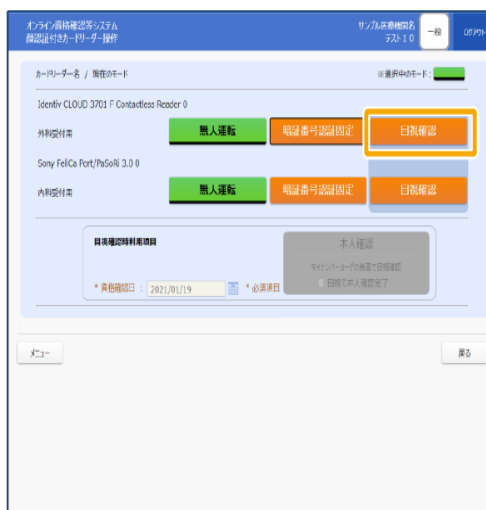 オンライン資格確認等システム
顔認証付きカードリーダー操作
サンプル医療機関名
テスト10
一般
ログアウト
カードリーダー名 / 現在のモード
※選択中のモード:
Identiv CLOUD 3701 F Contactless Reader 0
外科受付用
無人運転
暗証番号認証固定
目視確認
Sony FeliCa Port/PaSoRi 3.0 0
内科受付用
無人運転
暗証番号認証固定
目視確認
目視確認時利用項目
本人確認
マイナンバーカードの券面で目視確認
目視で本人確認完了
* 資格確認日 : 2021/01/19
* 必須項目
メニュー
戻る